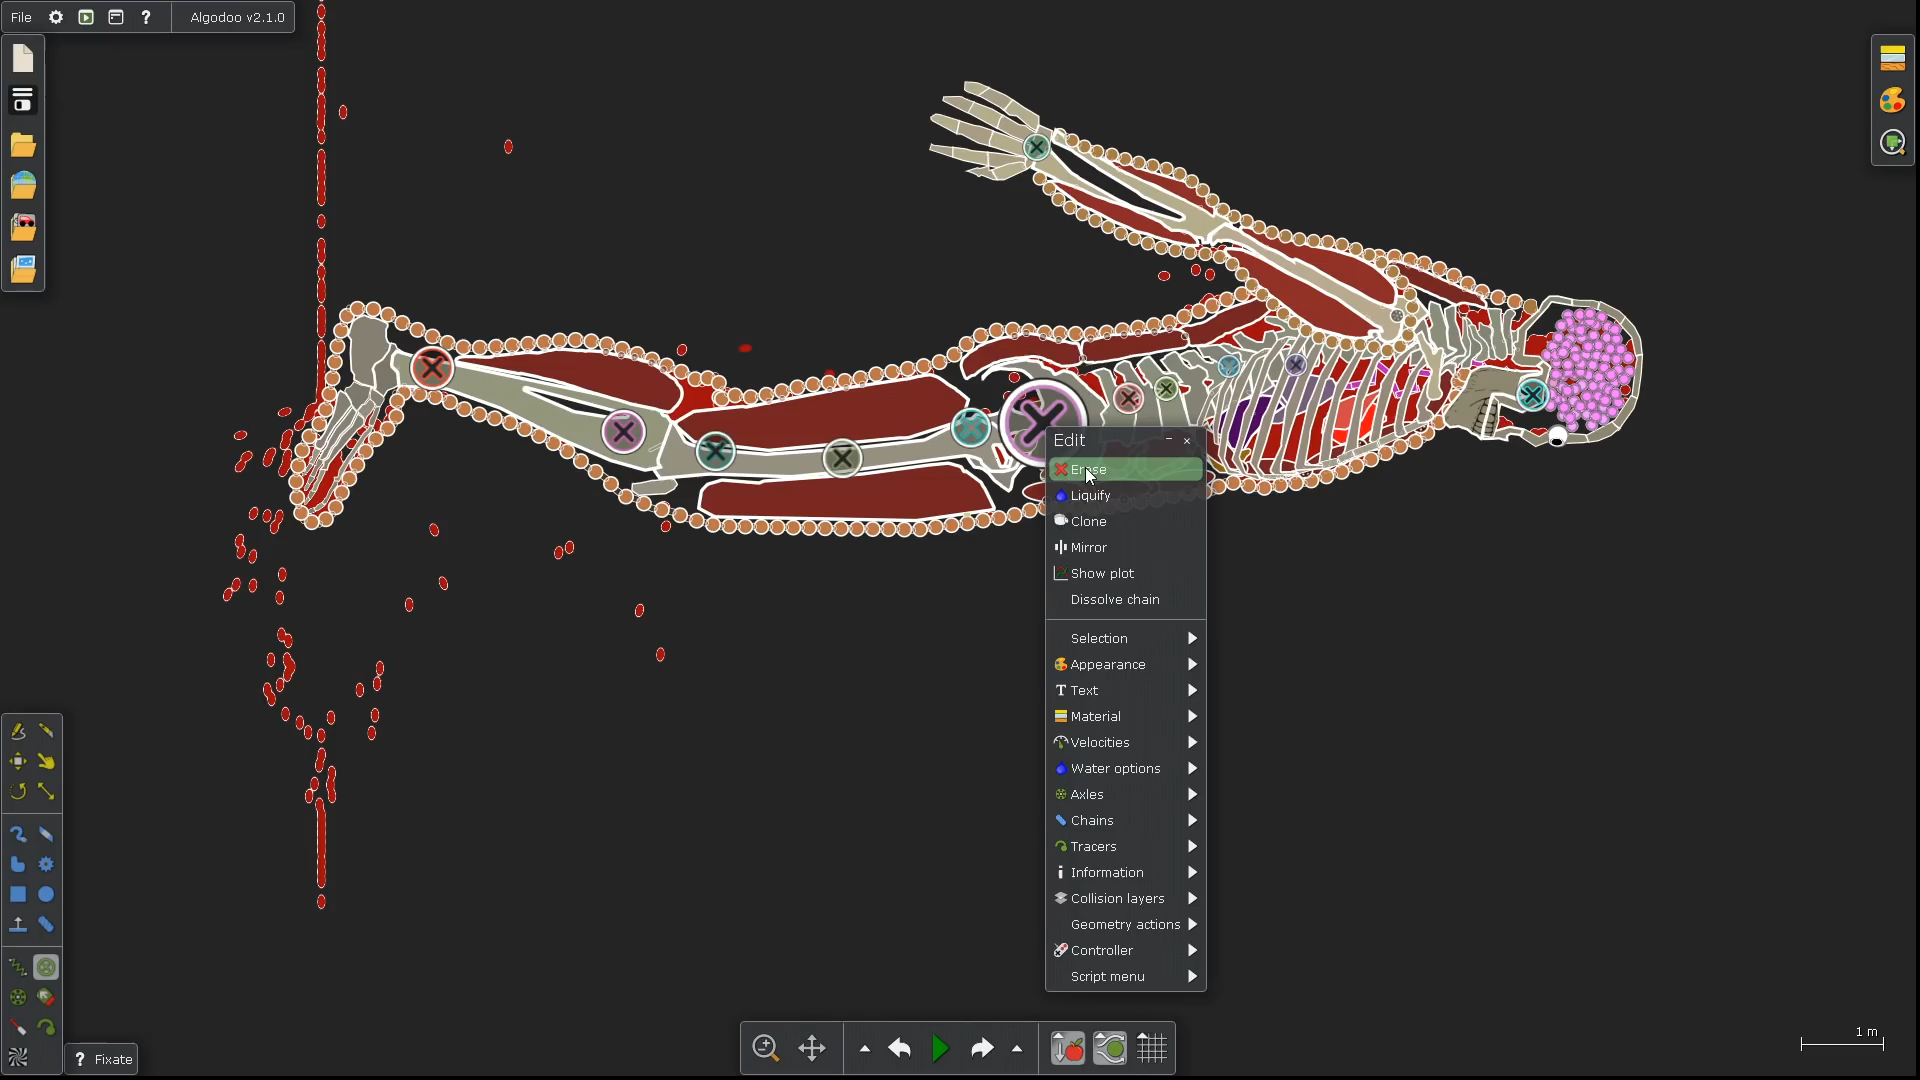 File
?
Algodoo v2.1.0
Edit
Erase
Liquify
Clone
Mirror
Show plot
Dissolve chain
Selection
Appearance
T Text
Material
Velocities
Water options
Axles
Chains
Tracers
Information
Collision layers
Geometry actions
Controller
Script menu
? Fixate
1 m